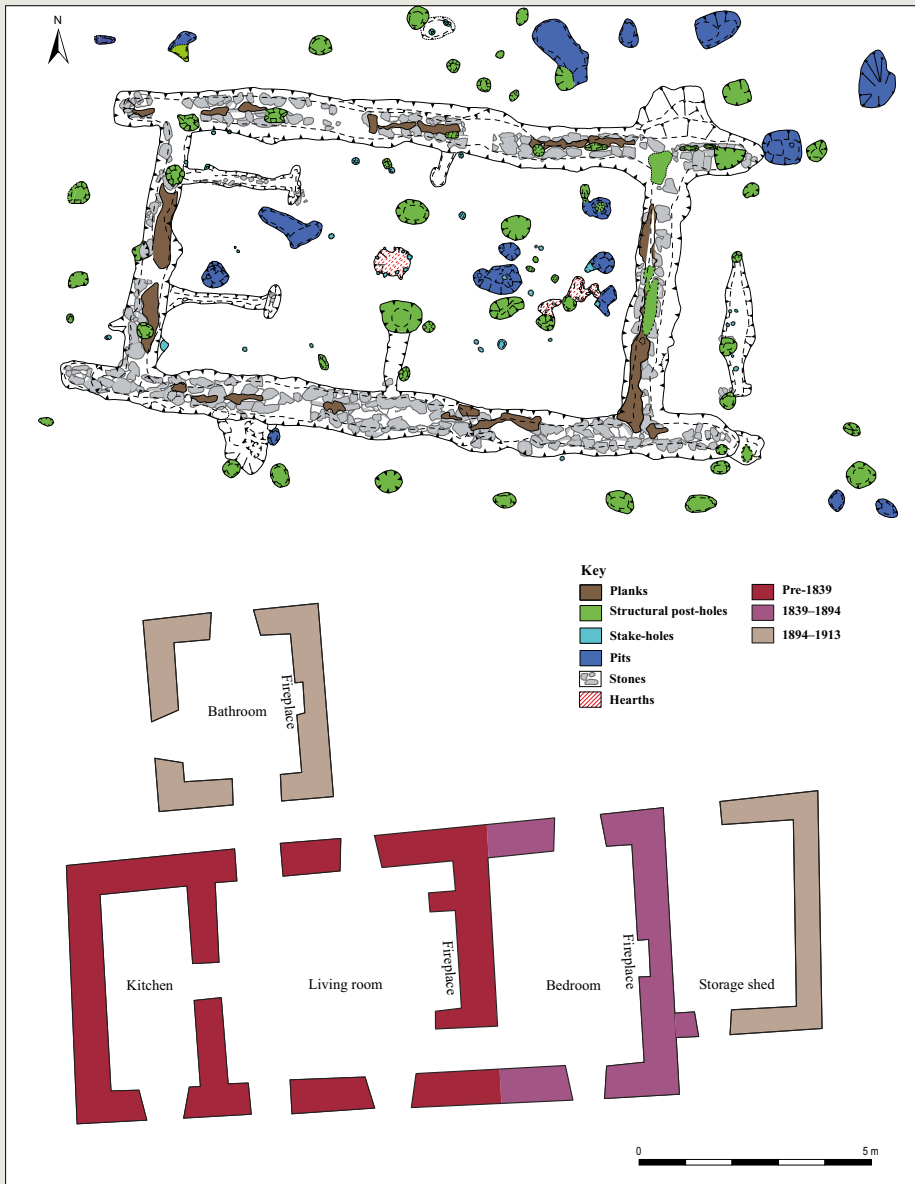 N
Key
Planks
Structural post-holes
Stake-holes
Pits
Stones
Hearths
Pre-1839
1839–1894
1894–1913
Bathroom
Fireplace
Kitchen
Living room
Fireplace
Bedroom
Fireplace
Storage shed
0
5 m